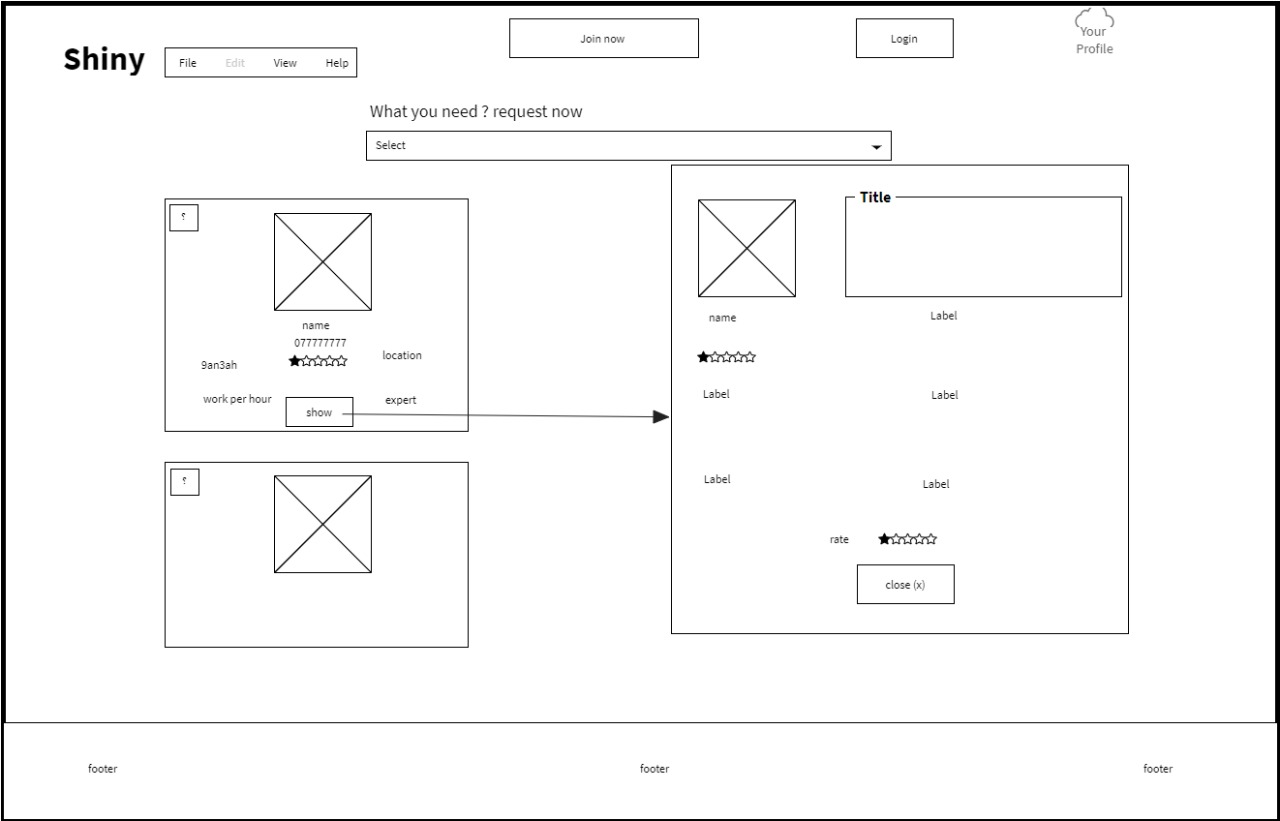 Shiny
File Edit View Help
Join now
Login
Your
Profile
What you need ? request now
Select
?
name
077777777
9an3ah
location
work per hour
show
expert
?
Title
name
Label
Label
Label
Label
Label
rate
close (x)
footer
footer
footer